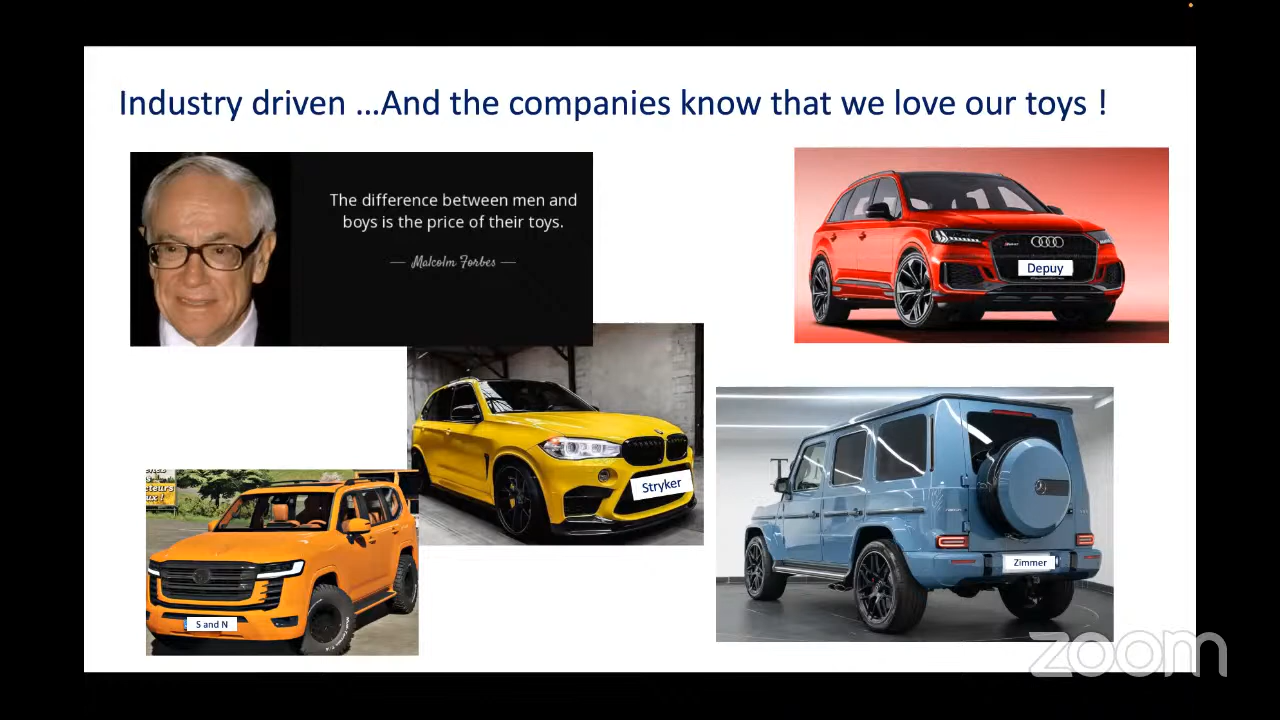 Industry driven ...And the companies know that we love our toys !
The difference between men and
boys is the price of their toys.
Malcolm Forbes
Depuy
Stryker
Zimmer
S and N
cteurs
zoom